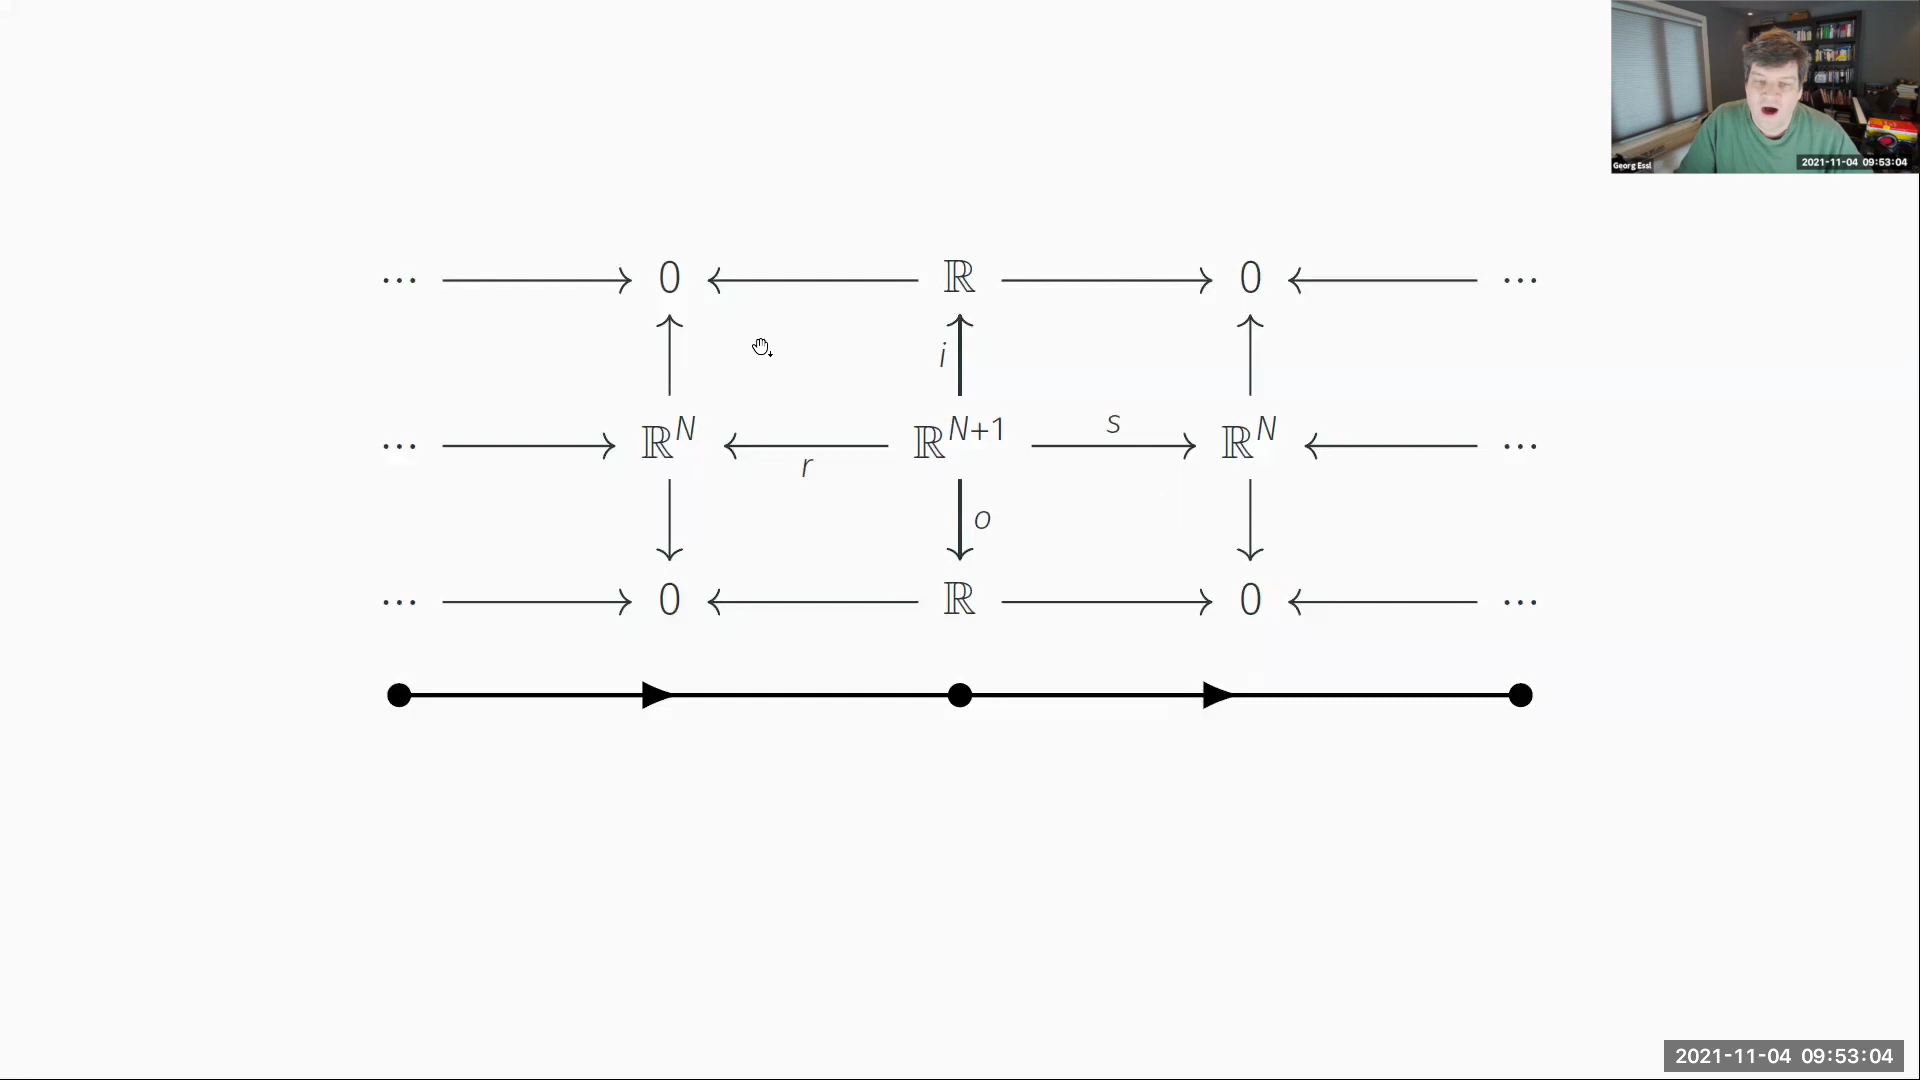 ··· 0 ℝ 0 ···
i
··· ℝ^N r ℝ^{N+1} s ℝ^N ···
o
··· 0 ℝ 0 ···
Georg Essl
2021-11-04 09:53:04
2021-11-04 09:53:04